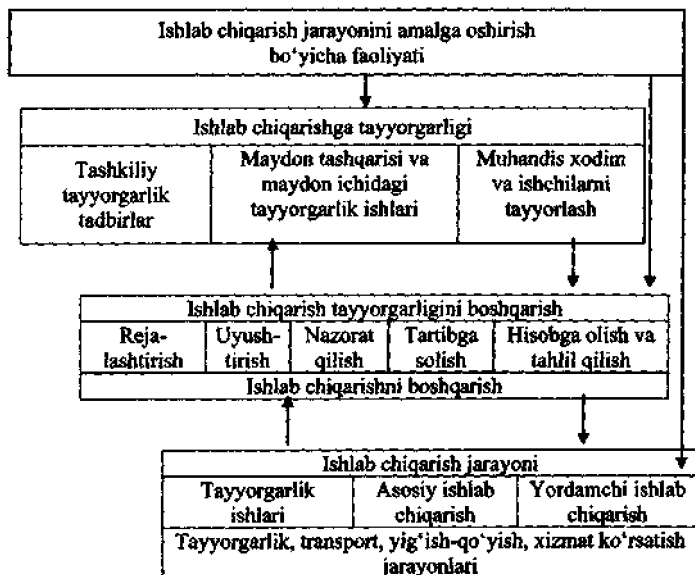 Ishlab chiqarish jarayonini amalga oshirish
bo‘yicha faoliyati
Ishlab chiqarishga tayyorgarligi
Tashkiliy
tayyorgarlik
tadbirlar
Maydon tashqarisi va
maydon ichidagi
tayyorgarlik ishlari
Muhandis xodim
va ishchilarni
tayyorlash
Ishlab chiqarish tayyorgarligini boshqarish
Reja-
lashtirish
Uyush-
tirish
Nazorat
qilish
Tartibga
solish
Hisobga olish va
tahlil qilish
Ishlab chiqarishni boshqarish
Ishlab chiqarish jarayoni
Tayyorgarlik
ishlari
Asosiy ishlab
chiqarish
Yordamchi ishlab
chiqarish
Tayyorgarlik, transport, yig‘ish-qo‘yish, xizmat ko‘rsatish
jarayonlari